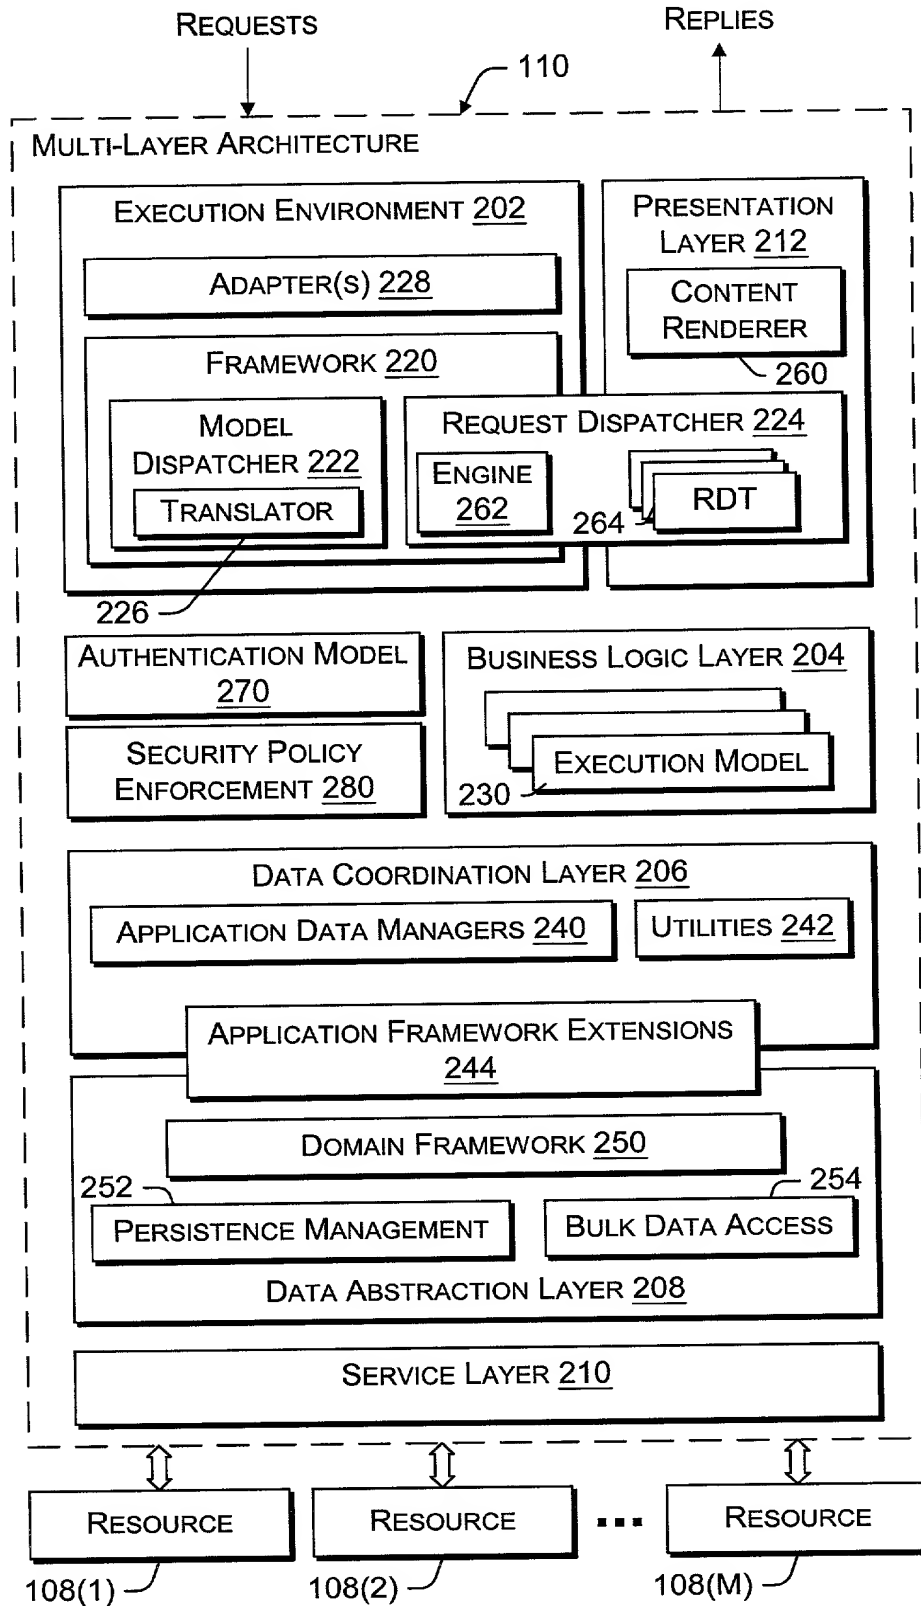 REQUESTS
REPLIES
110
MULTI-LAYER ARCHITECTURE
EXECUTION ENVIRONMENT 202
ADAPTER(S) 228
FRAMEWORK 220
MODEL
DISPATCHER 222
TRANSLATOR
226
PRESENTATION
LAYER 212
CONTENT
RENDERER
260
REQUEST DISPATCHER 224
ENGINE
262
264
RDT
AUTHENTICATION MODEL
270
SECURITY POLICY
ENFORCEMENT 280
BUSINESS LOGIC LAYER 204
EXECUTION MODEL
230
DATA COORDINATION LAYER 206
APPLICATION DATA MANAGERS 240
UTILITIES 242
APPLICATION FRAMEWORK EXTENSIONS
244
DOMAIN FRAMEWORK 250
252
254
PERSISTENCE MANAGEMENT
BULK DATA ACCESS
DATA ABSTRACTION LAYER 208
SERVICE LAYER 210
RESOURCE
RESOURCE
...
RESOURCE
108(1)
108(2)
108(M)